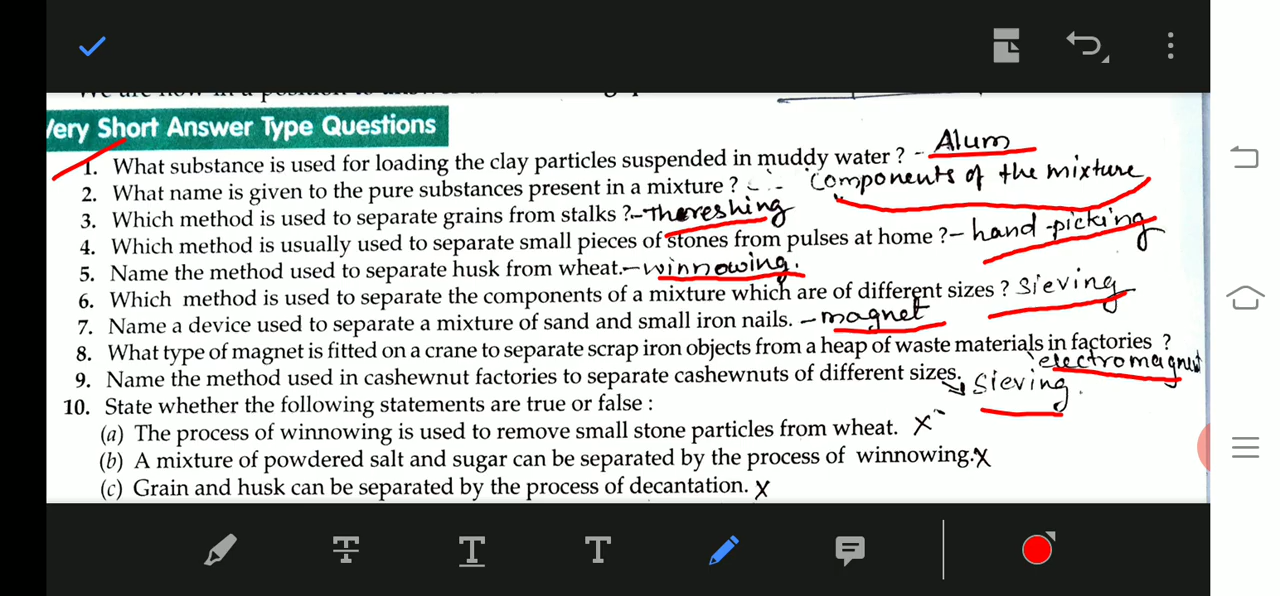 Very Short Answer Type Questions
1. What substance is used for loading the clay particles suspended in muddy water ? - Alum
2. What name is given to the pure substances present in a mixture ? - Components of the mixture
3. Which method is used to separate grains from stalks ? - Thereshing
4. Which method is usually used to separate small pieces of stones from pulses at home ? - hand-picking
5. Name the method used to separate husk from wheat. - winnowing.
6. Which method is used to separate the components of a mixture which are of different sizes ? Sieving
7. Name a device used to separate a mixture of sand and small iron nails. - magnet
8. What type of magnet is fitted on a crane to separate scrap iron objects from a heap of waste materials in factories ?
electromagnet
9. Name the method used in cashewnut factories to separate cashewnuts of different sizes. Sieving.
10. State whether the following statements are true or false :
(a) The process of winnowing is used to remove small stone particles from wheat. X
(b) A mixture of powdered salt and sugar can be separated by the process of winnowing. X
(c) Grain and husk can be separated by the process of decantation. X
T T T